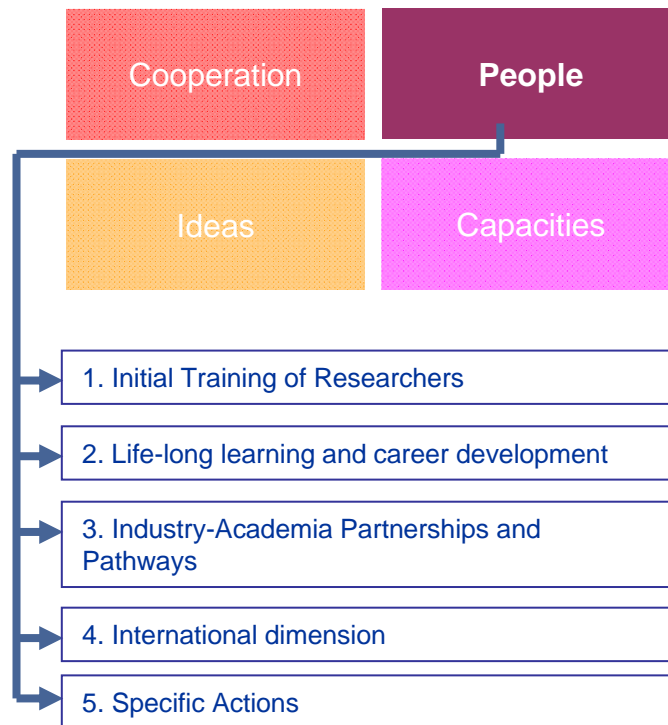 Cooperation
People
Ideas
Capacities
1. Initial Training of Researchers
2. Life-long learning and career development
3. Industry-Academia Partnerships and
Pathways
4. International dimension
5. Specific Actions